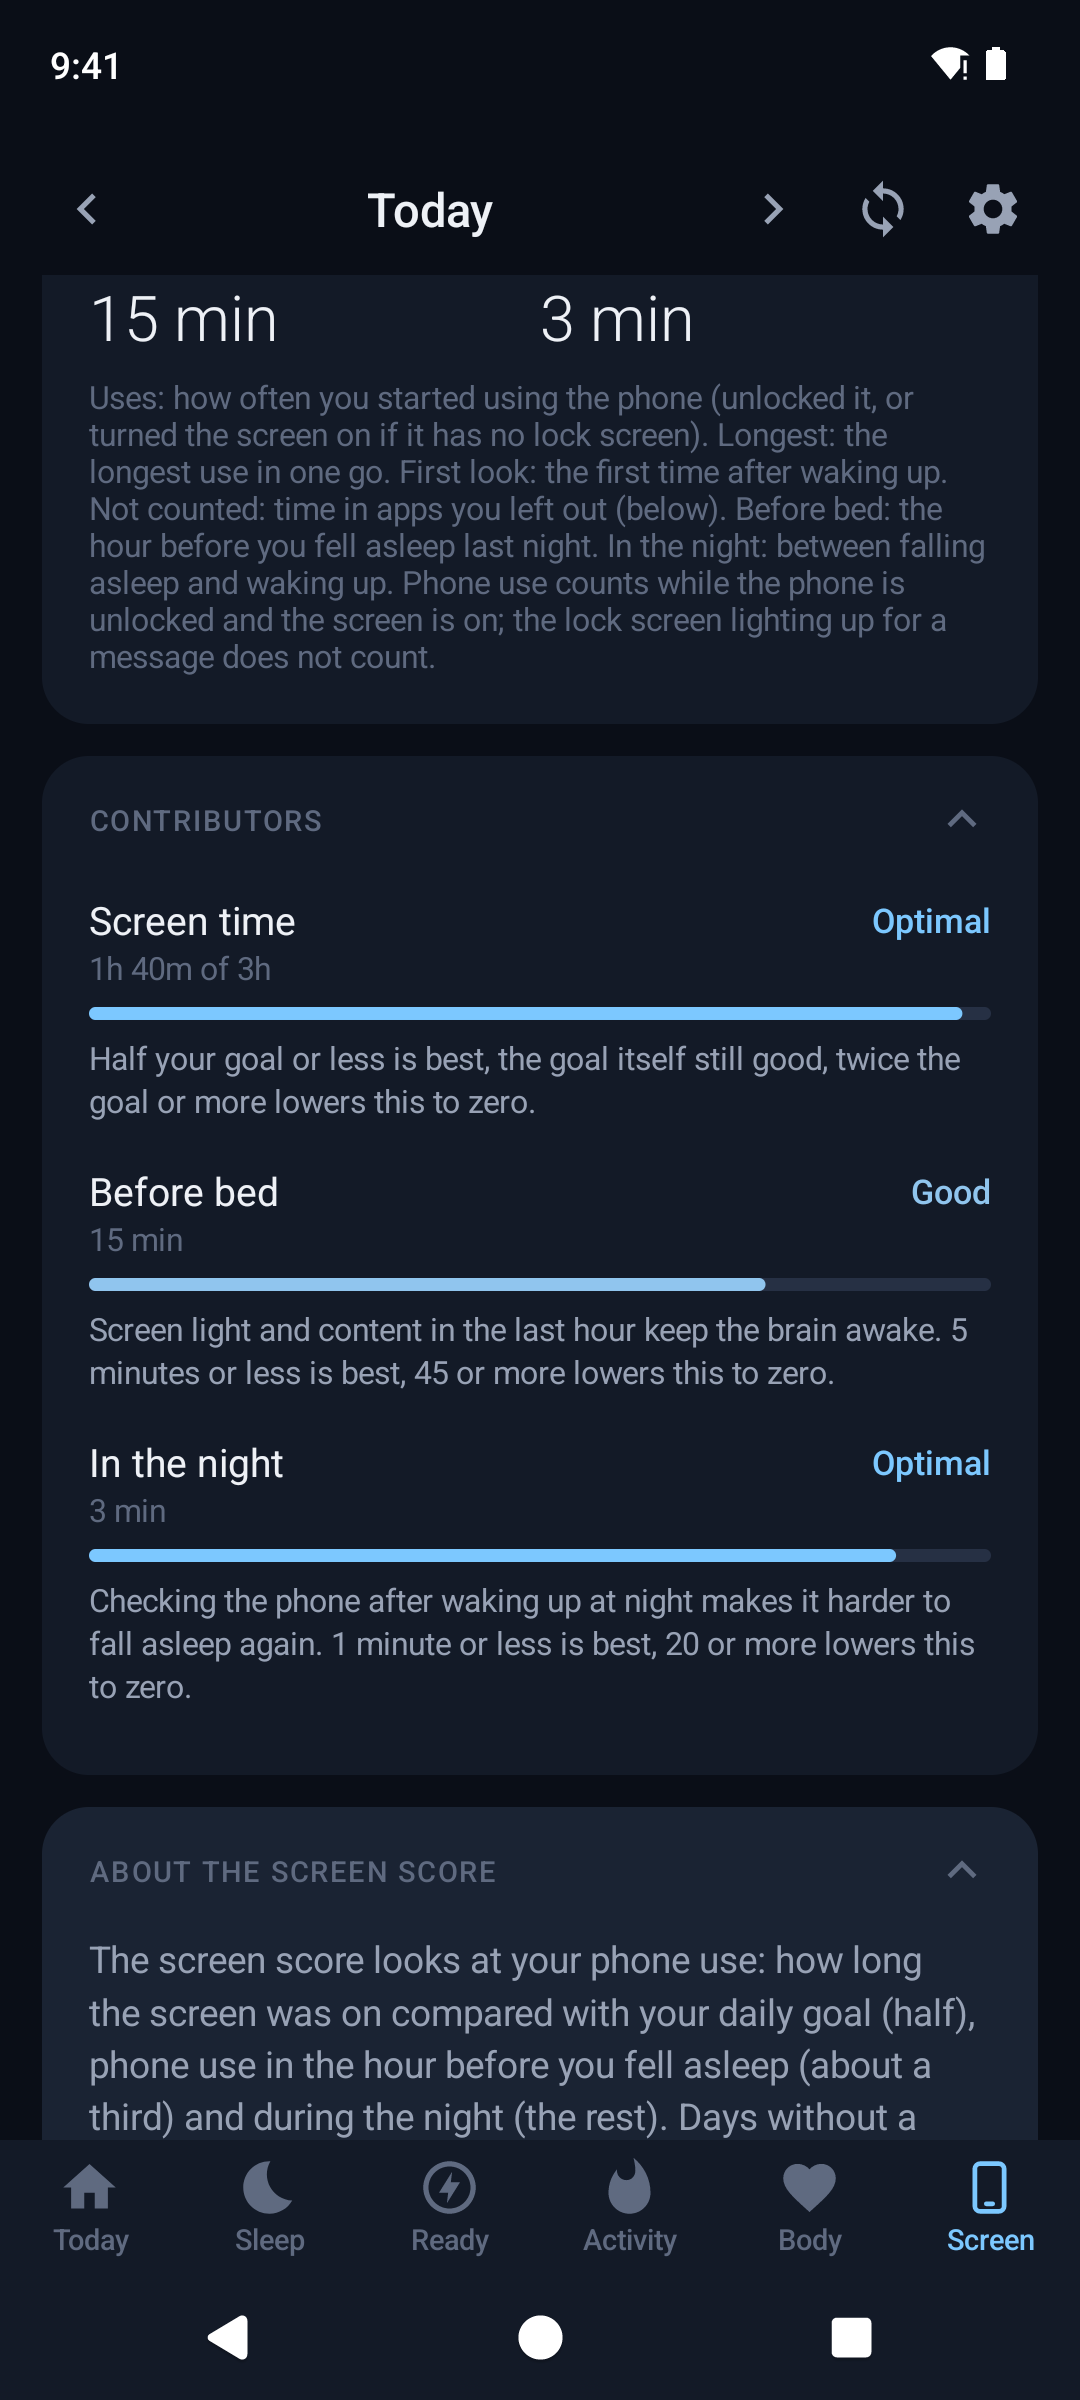 9:41
Today
15 min
3 min
Uses: how often you started using the phone (unlocked it, or
turned the screen on if it has no lock screen). Longest: the
longest use in one go. First look: the first time after waking up.
Not counted: time in apps you left out (below). Before bed: the
hour before you fell asleep last night. In the night: between falling
asleep and waking up. Phone use counts while the phone is
unlocked and the screen is on; the lock screen lighting up for a
message does not count.
CONTRIBUTORS
Screen time
Optimal
1h 40m of 3h
Half your goal or less is best, the goal itself still good, twice the
goal or more lowers this to zero.
Before bed
Good
15 min
Screen light and content in the last hour keep the brain awake. 5
minutes or less is best, 45 or more lowers this to zero.
In the night
Optimal
3 min
Checking the phone after waking up at night makes it harder to
fall asleep again. 1 minute or less is best, 20 or more lowers this
to zero.
ABOUT THE SCREEN SCORE
The screen score looks at your phone use: how long
the screen was on compared with your daily goal (half),
phone use in the hour before you fell asleep (about a
third) and during the night (the rest). Days without a
Today
Sleep
Ready
Activity
Body
Screen